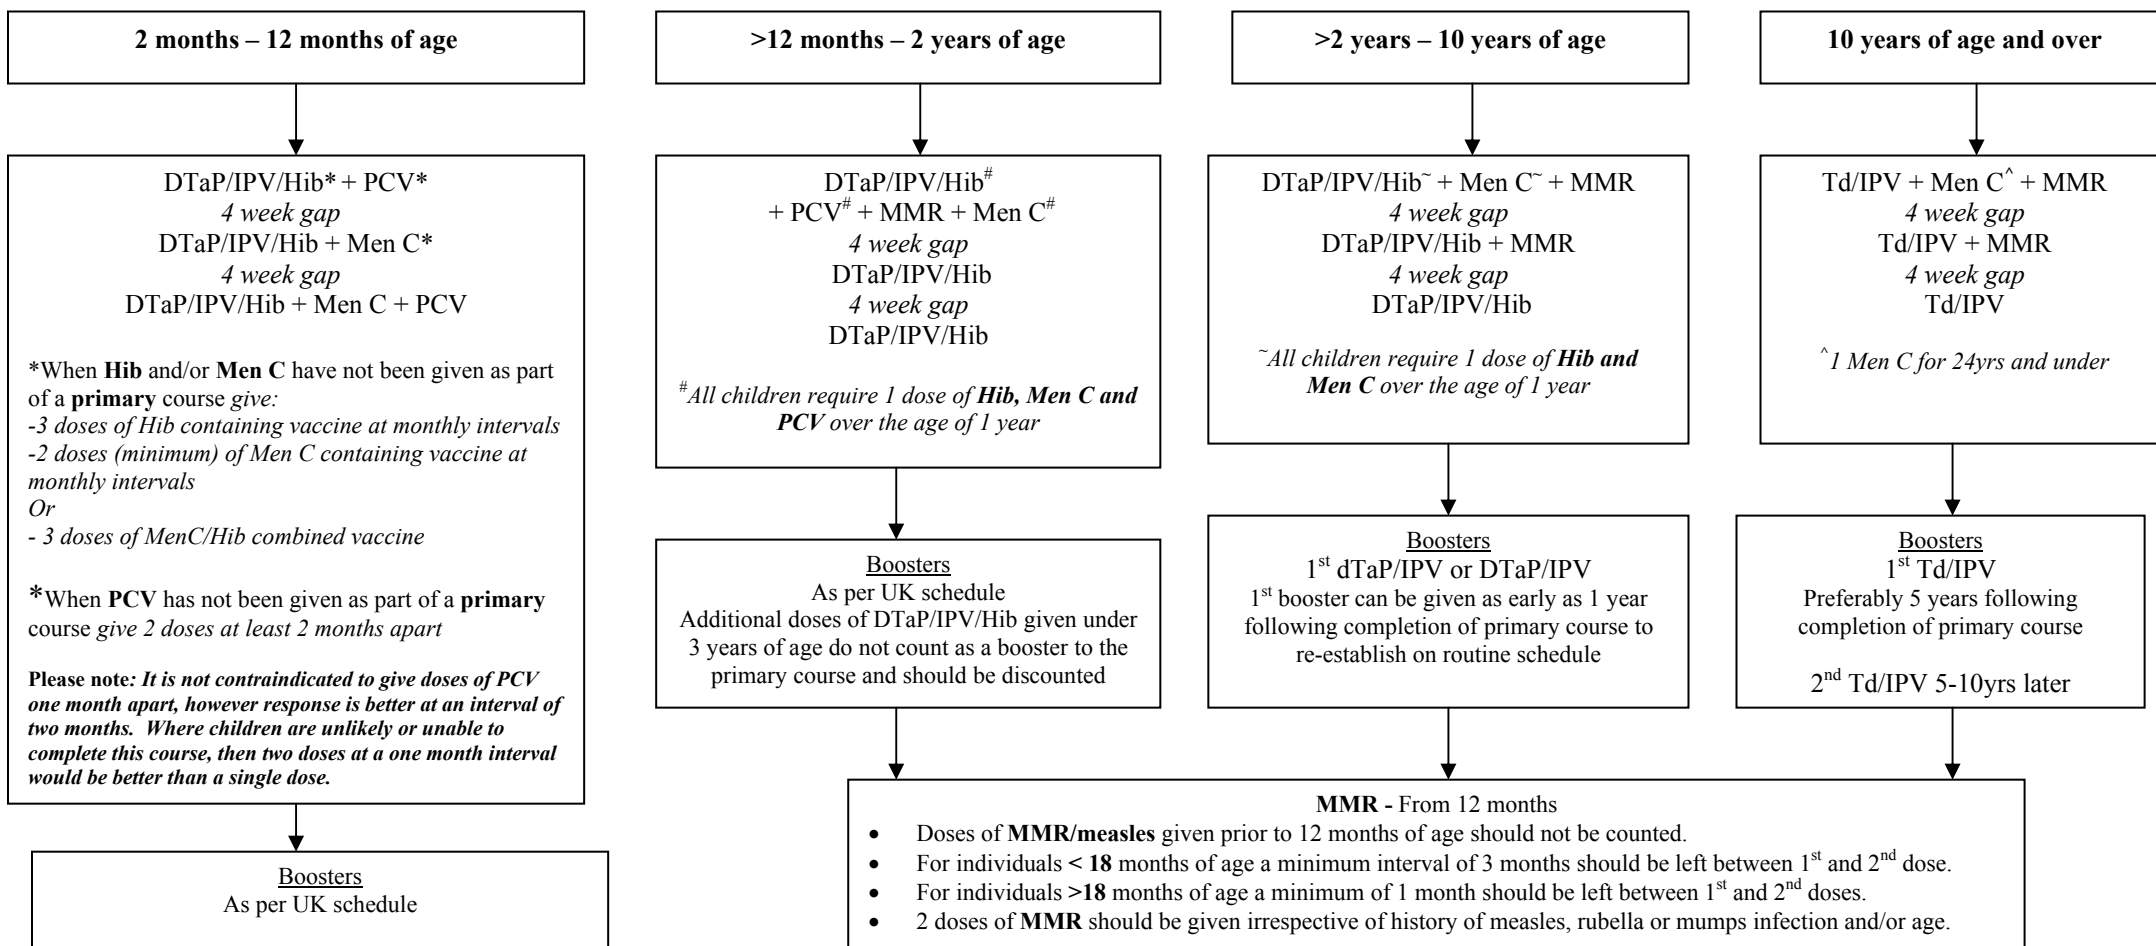 2 months – 12 months of age
DTaP/IPV/Hib* + PCV*
4 week gap
DTaP/IPV/Hib + Men C*
4 week gap
DTaP/IPV/Hib + Men C + PCV
*When Hib and/or Men C have not been given as part
of a primary course give:
-3 doses of Hib containing vaccine at monthly intervals
-2 doses (minimum) of Men C containing vaccine at
monthly intervals
Or
- 3 doses of MenC/Hib combined vaccine
*When PCV has not been given as part of a primary
course give 2 doses at least 2 months apart
Please note: It is not contraindicated to give doses of PCV
one month apart, however response is better at an interval of
two months. Where children are unlikely or unable to
complete this course, then two doses at a one month interval
would be better than a single dose.
Boosters
As per UK schedule
>12 months – 2 years of age
DTaP/IPV/Hib#
+ PCV# + MMR + Men C#
4 week gap
DTaP/IPV/Hib
4 week gap
DTaP/IPV/Hib
#All children require 1 dose of Hib, Men C and
PCV over the age of 1 year
Boosters
As per UK schedule
Additional doses of DTaP/IPV/Hib given under
3 years of age do not count as a booster to the
primary course and should be discounted
>2 years – 10 years of age
DTaP/IPV/Hib~ + Men C~ + MMR
4 week gap
DTaP/IPV/Hib + MMR
4 week gap
DTaP/IPV/Hib
~All children require 1 dose of Hib and
Men C over the age of 1 year
Boosters
1st dTaP/IPV or DTaP/IPV
1st booster can be given as early as 1 year
following completion of primary course to
re-establish on routine schedule
10 years of age and over
Td/IPV + Men C^ + MMR
4 week gap
Td/IPV + MMR
4 week gap
Td/IPV
^1 Men C for 24yrs and under
Boosters
1st Td/IPV
Preferably 5 years following
completion of primary course
2nd Td/IPV 5-10yrs later
MMR - From 12 months
• Doses of MMR/measles given prior to 12 months of age should not be counted.
• For individuals < 18 months of age a minimum interval of 3 months should be left between 1st and 2nd dose.
• For individuals >18 months of age a minimum of 1 month should be left between 1st and 2nd doses.
• 2 doses of MMR should be given irrespective of history of measles, rubella or mumps infection and/or age.